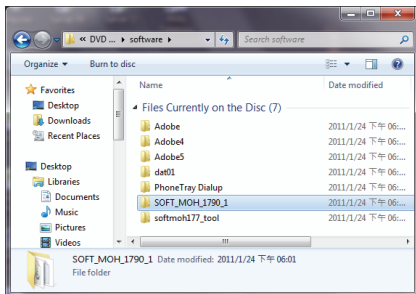 « DVD ... ▸ software ▸
Search software
Organize ▾ Burn to disc
Name Date modified
Files Currently on the Disc (7)
Adobe 2011/1/24 下午 06:...
Adobe4 2011/1/24 下午 06:...
Adobe5 2011/1/24 下午 06:...
dat01 2011/1/24 下午 06:...
PhoneTray Dialup 2011/1/24 下午 06:...
SOFT_MOH_1790_1 2011/1/24 下午 06:...
softmoh177_tool 2011/1/24 下午 06:...
Favorites
Desktop
Downloads
Recent Places
Desktop
Libraries
Documents
Music
Pictures
Videos
SOFT_MOH_1790_1 Date modified: 2011/1/24 下午 06:01
File folder